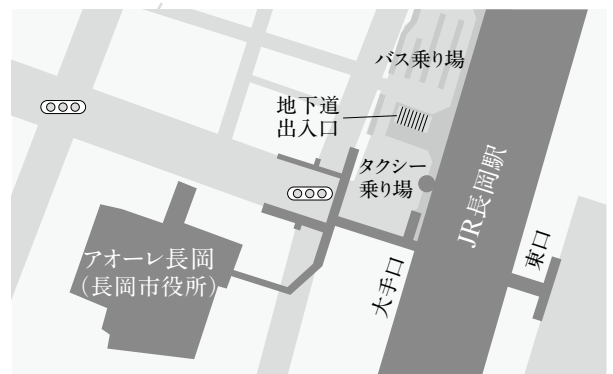 バス乗り場
地下道
出入口
タクシー
乗り場
JR長岡駅
アオーレ長岡
（長岡市役所）
大手口
東口